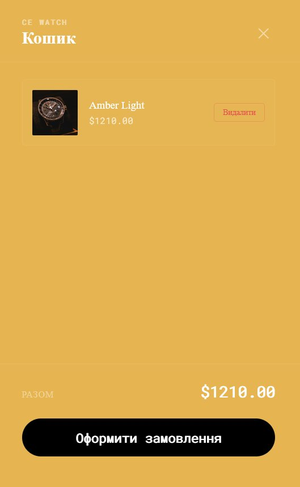 CE WATCH
Кошик
Amber Light
$1210.00
Видалити
РАЗОМ
$1210.00
Оформити замовлення